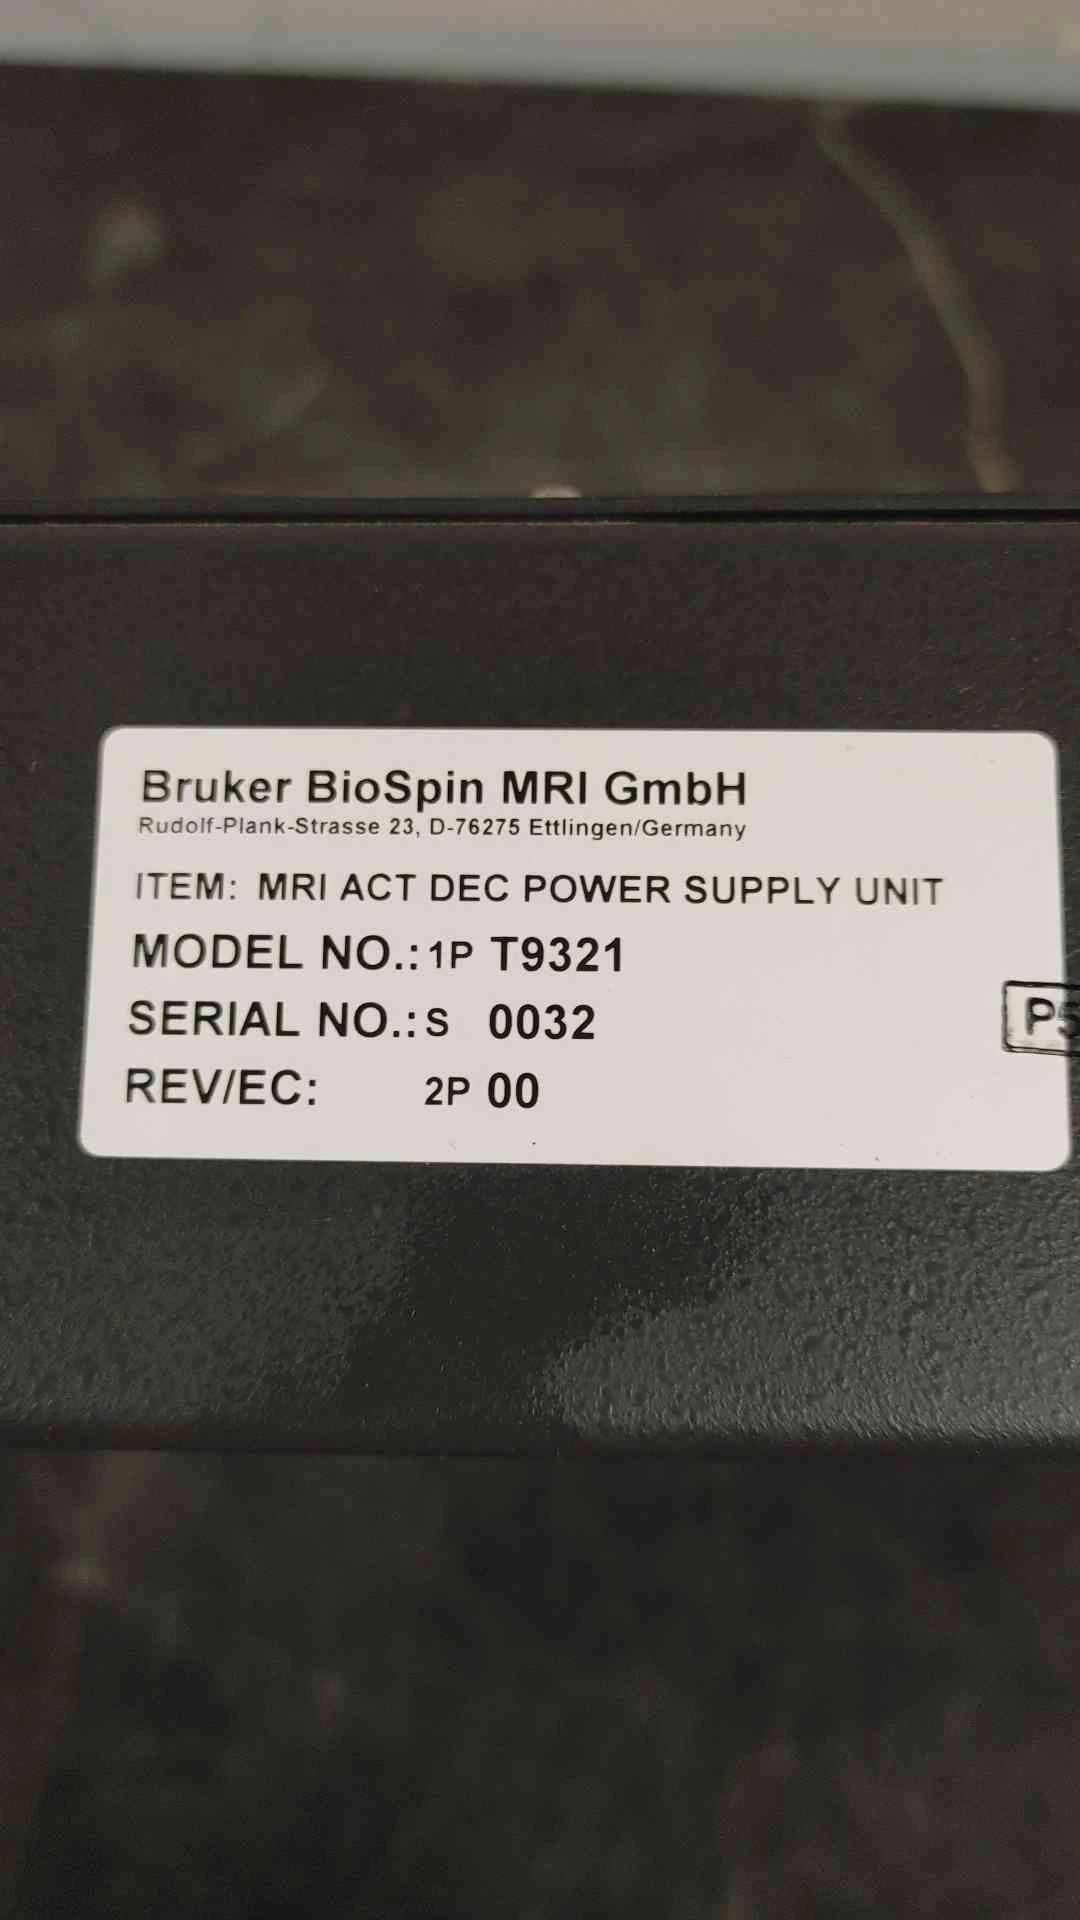 Bruker BioSpin MRI GmbH
Rudolf-Plank-Strasse 23, D-76275 Ettlingen/Germany
ITEM: MRI ACT DEC POWER SUPPLY UNIT
MODEL NO.: 1P T9321
SERIAL NO.: S 0032
P5
REV/EC: 2P 00